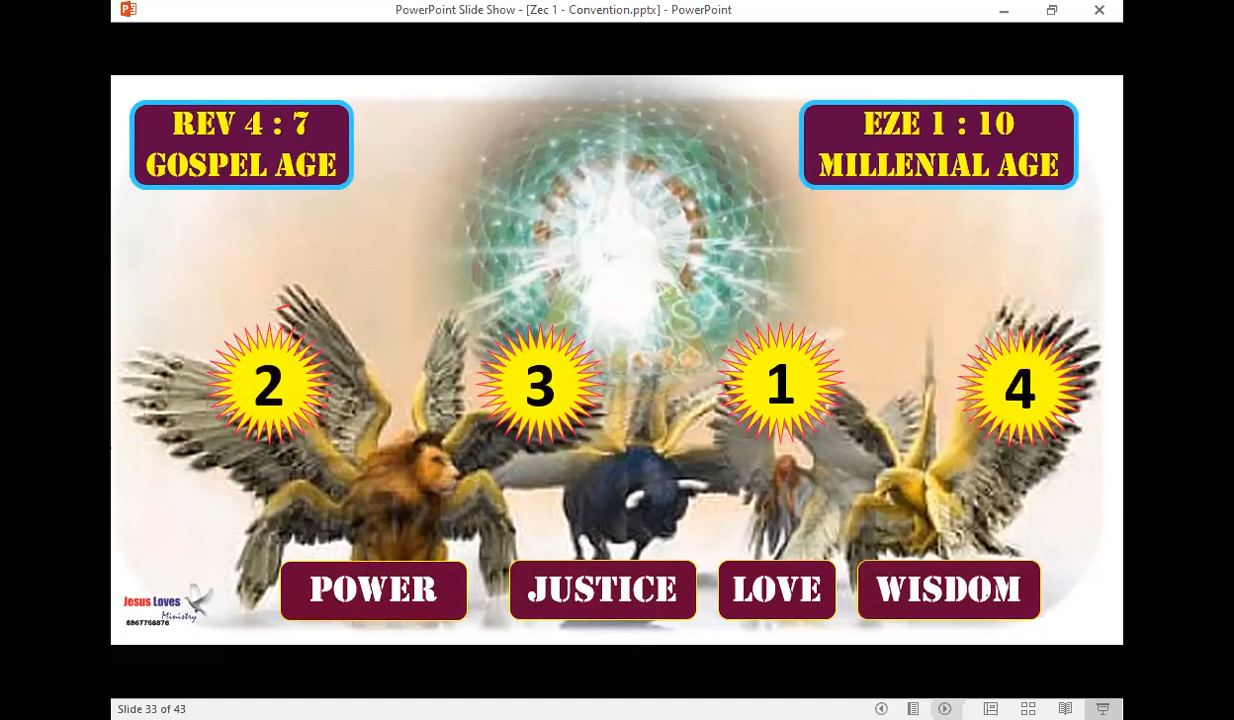 PowerPoint Slide Show - [Zec 1 - Convention.pptx] - PowerPoint
REV 4 : 7
GOSPEL AGE
EZE 1 : 10
MILLENIAL AGE
2
3
1
4
POWER
JUSTICE
LOVE
WISDOM
Jesus Loves
Ministry
8867768876
Slide 33 of 43